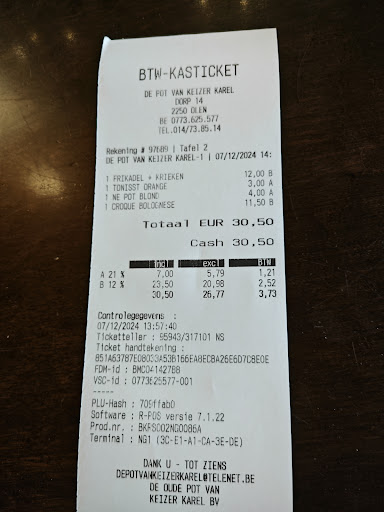 BTW-KASTICKET
DE POT VAN KEIZER KAREL
DORP 14
2250 OLEN
BE 0773.625.577
TEL.014/73.85.14
Rekening # 97689 | Tafel 2
DE POT VAN KEIZER KAREL-1 | 07/12/2024 14:
1 FRIKADEL + KRIEKEN 12,00 B
1 TONISST ORANGE 3,00 A
1 NE POT BLOND 4,00 A
1 CROQUE BOLOGNESE 11,50 B
Totaal EUR 30,50
Cash 30,50
incl excl BTW
A 21 % 7,00 5,79 1,21
B 12 % 23,50 20,98 2,52
30,50 26,77 3,73
Controlegegevens :
07/12/2024 13:57:40
Ticketteller : 95943/317101 NS
Ticket handtekening :
FDM-id : BMC04142788
VSC-id : 0773625577-001
-----
PLU-Hash : 709ffab0
Software : R-POS versie 7.1.22
Prod.nr. : BKRS002NG0086A
Terminal : NG1 (3C-E1-A1-CA-3E-DE)
DANK U - TOT ZIENS
DEPOTVANKEIZERKAREL@TELENET.BE
DE OUDE POT VAN
KEIZER KAREL BV